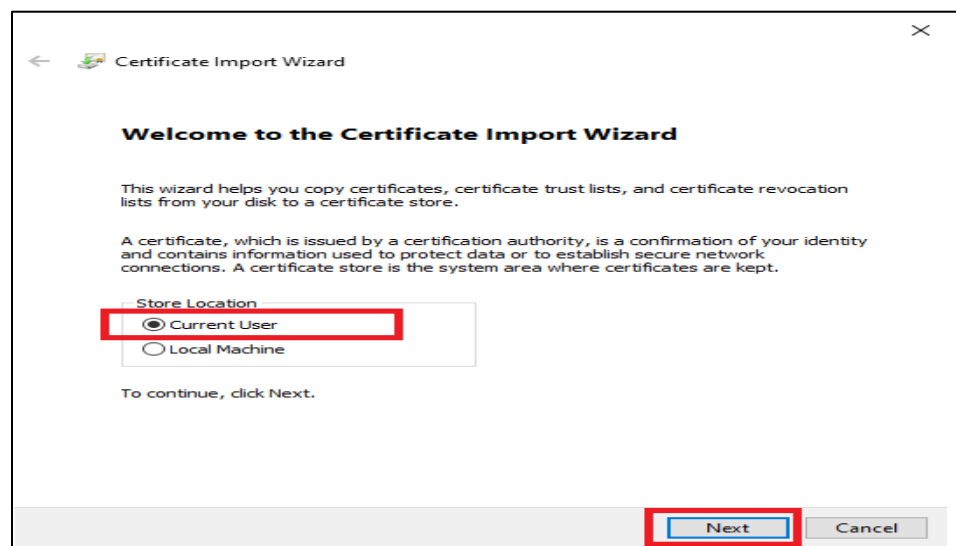 Certificate Import Wizard
Welcome to the Certificate Import Wizard
This wizard helps you copy certificates, certificate trust lists, and certificate revocation
lists from your disk to a certificate store.
A certificate, which is issued by a certification authority, is a confirmation of your identity
and contains information used to protect data or to establish secure network
connections. A certificate store is the system area where certificates are kept.
Store Location
Current User
Local Machine
To continue, click Next.
Next Cancel